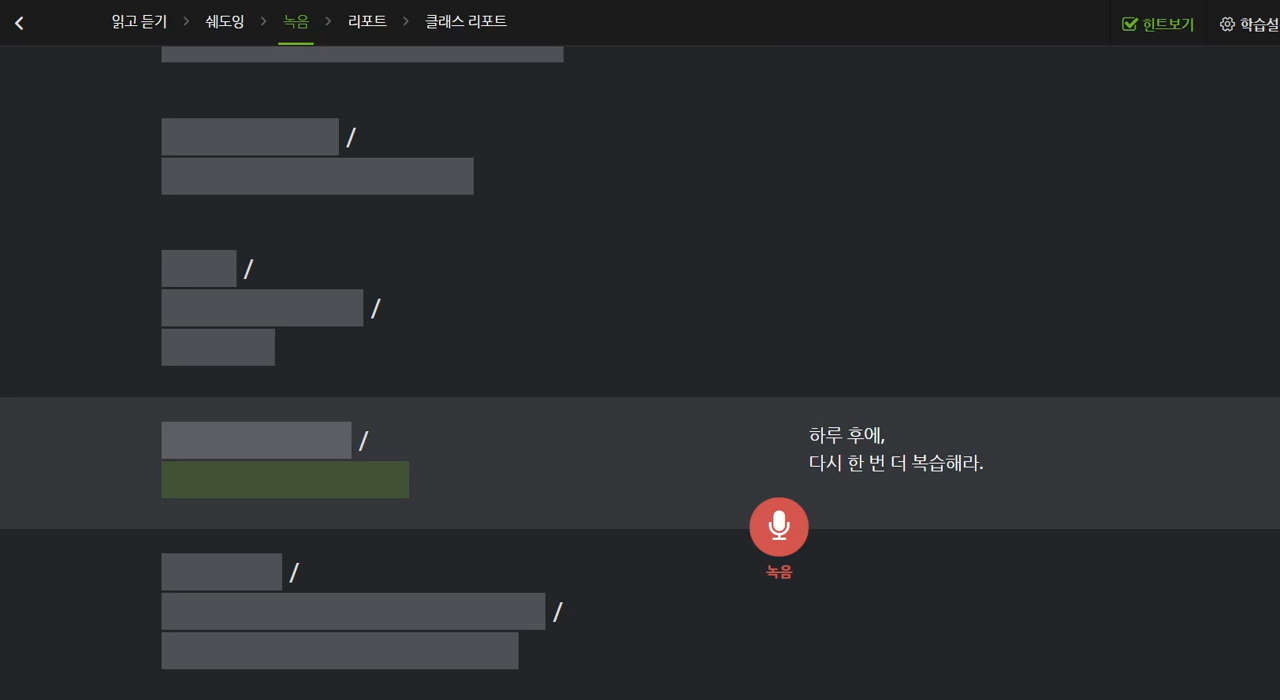 읽고 듣기 > 쉐도잉 > 녹음 > 리포트 > 클래스 리포트
힌트보기
학습설
/
/
/
/
하루 후에,
다시 한 번 더 복습해라.
녹음
/
/